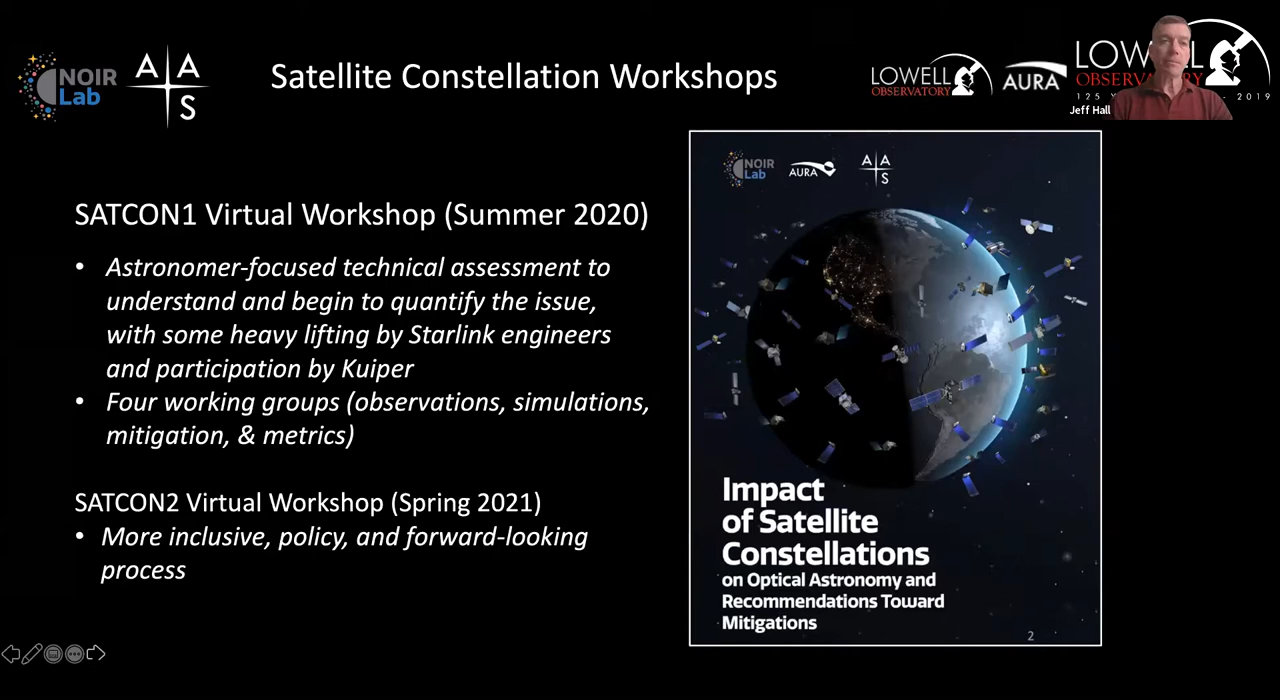 NOIR
Lab
A A
S
Satellite Constellation Workshops
LOWELL
OBSERVATORY
AURA
LOWELL
OBSERVATORY
2019
Jeff Hall
SATCON1 Virtual Workshop (Summer 2020)
• Astronomer-focused technical assessment to
understand and begin to quantify the issue,
with some heavy lifting by Starlink engineers
and participation by Kuiper
• Four working groups (observations, simulations,
mitigation, & metrics)
SATCON2 Virtual Workshop (Spring 2021)
• More inclusive, policy, and forward-looking
process
NOIR
Lab
AURA
A A
S
Impact
of Satellite
Constellations
on Optical Astronomy and
Recommendations Toward
Mitigations
2